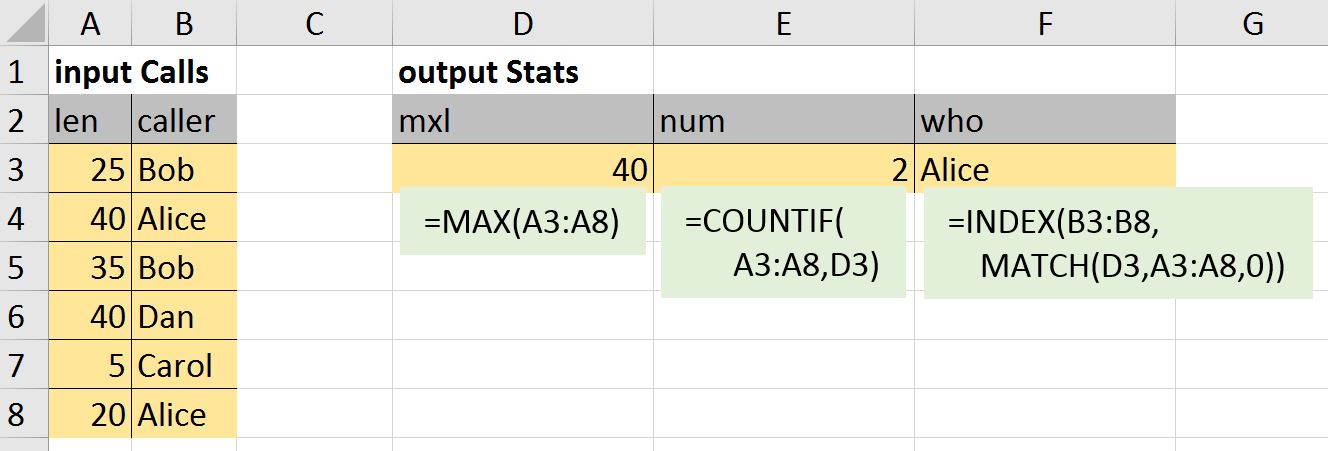 A B C D E F G
1 input Calls output Stats
2 len caller mxl num who
3 25 Bob 40 2 Alice
4 40 Alice =MAX(A3:A8) =COUNTIF( =INDEX(B3:B8,
5 35 Bob A3:A8,D3) MATCH(D3,A3:A8,0))
6 40 Dan
7 5 Carol
8 20 Alice